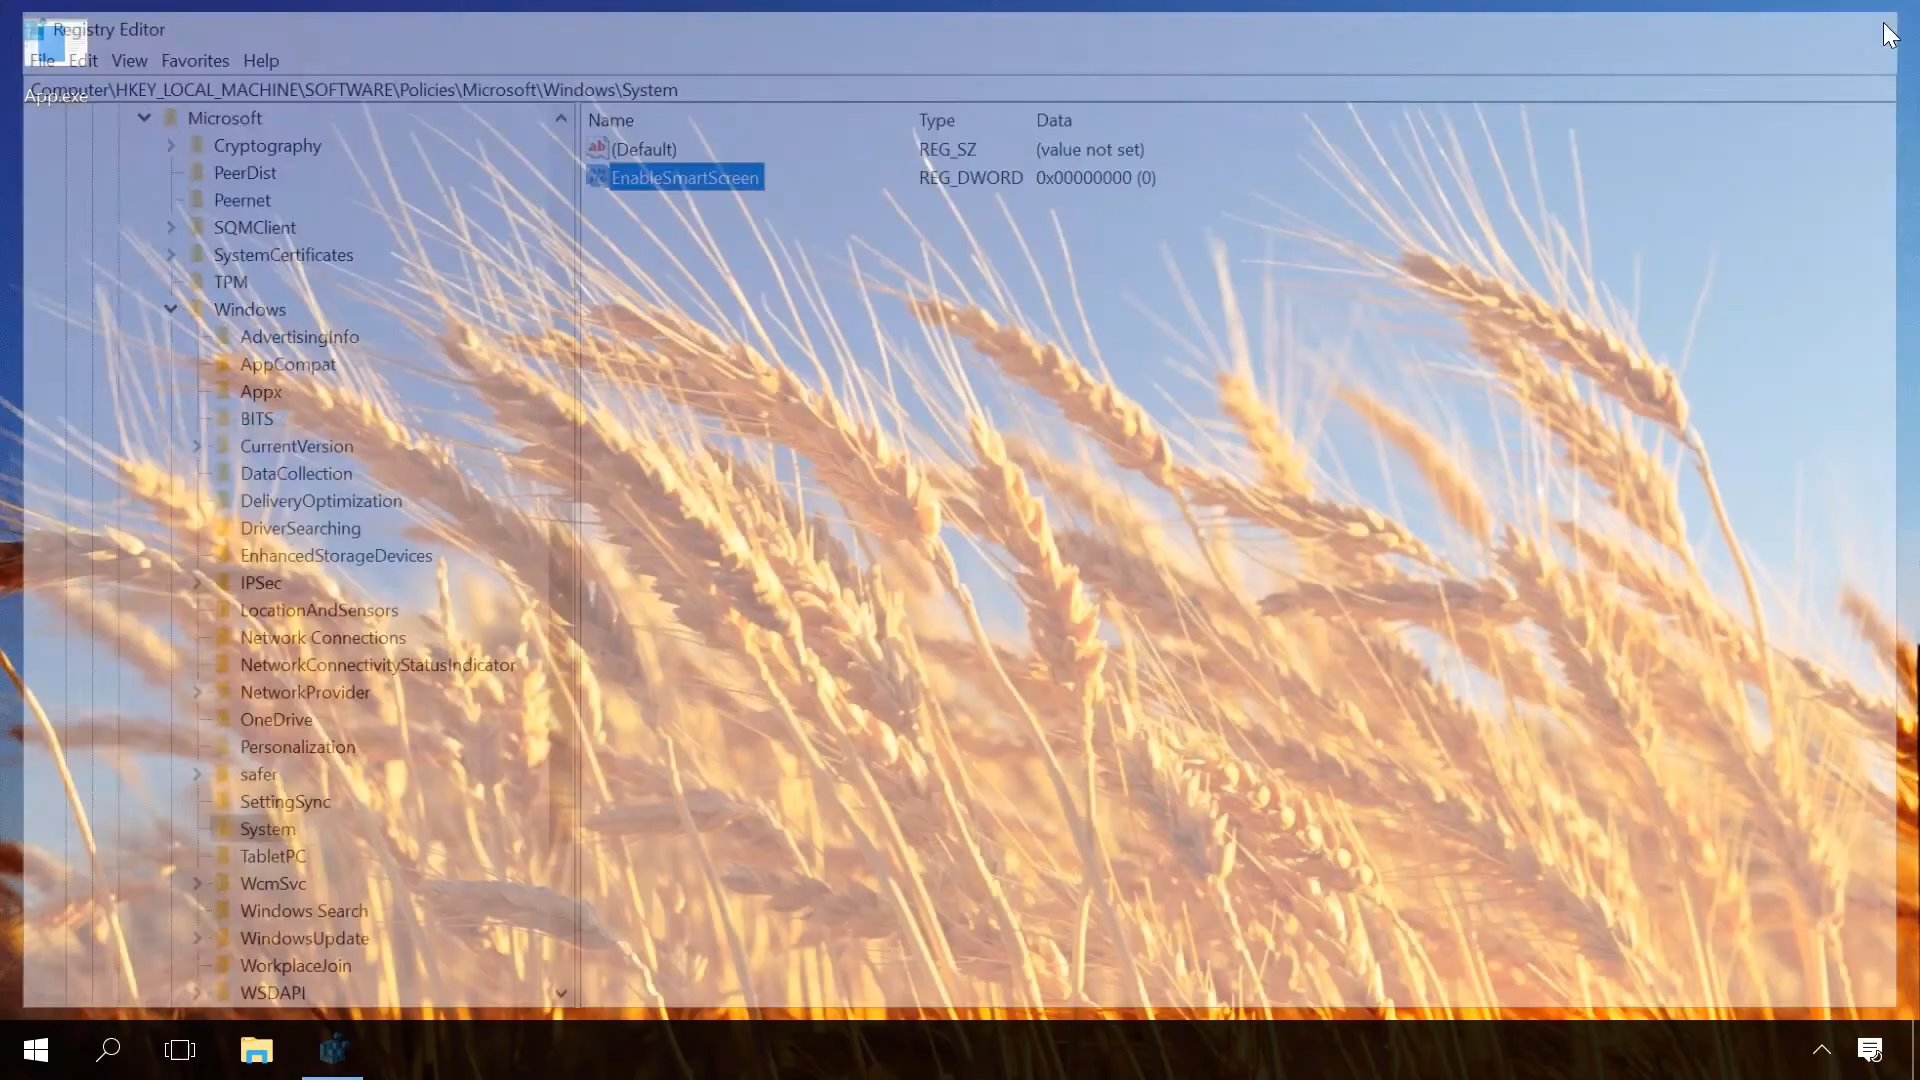 Registry Editor
File Edit View Favorites Help
Computer\HKEY_LOCAL_MACHINE\SOFTWARE\Policies\Microsoft\Windows\System
App.exe
Microsoft
Cryptography
PeerDist
Peernet
SQMClient
SystemCertificates
TPM
Windows
AdvertisingInfo
AppCompat
Appx
BITS
CurrentVersion
DataCollection
DeliveryOptimization
DriverSearching
EnhancedStorageDevices
IPSec
LocationAndSensors
Network Connections
NetworkConnectivityStatusIndicator
NetworkProvider
OneDrive
Personalization
safer
SettingSync
System
TabletPC
WcmSvc
Windows Search
WindowsUpdate
WorkplaceJoin
WSDAPI
Name Type Data
(Default) REG_SZ (value not set)
EnableSmartScreen REG_DWORD 0x00000000 (0)